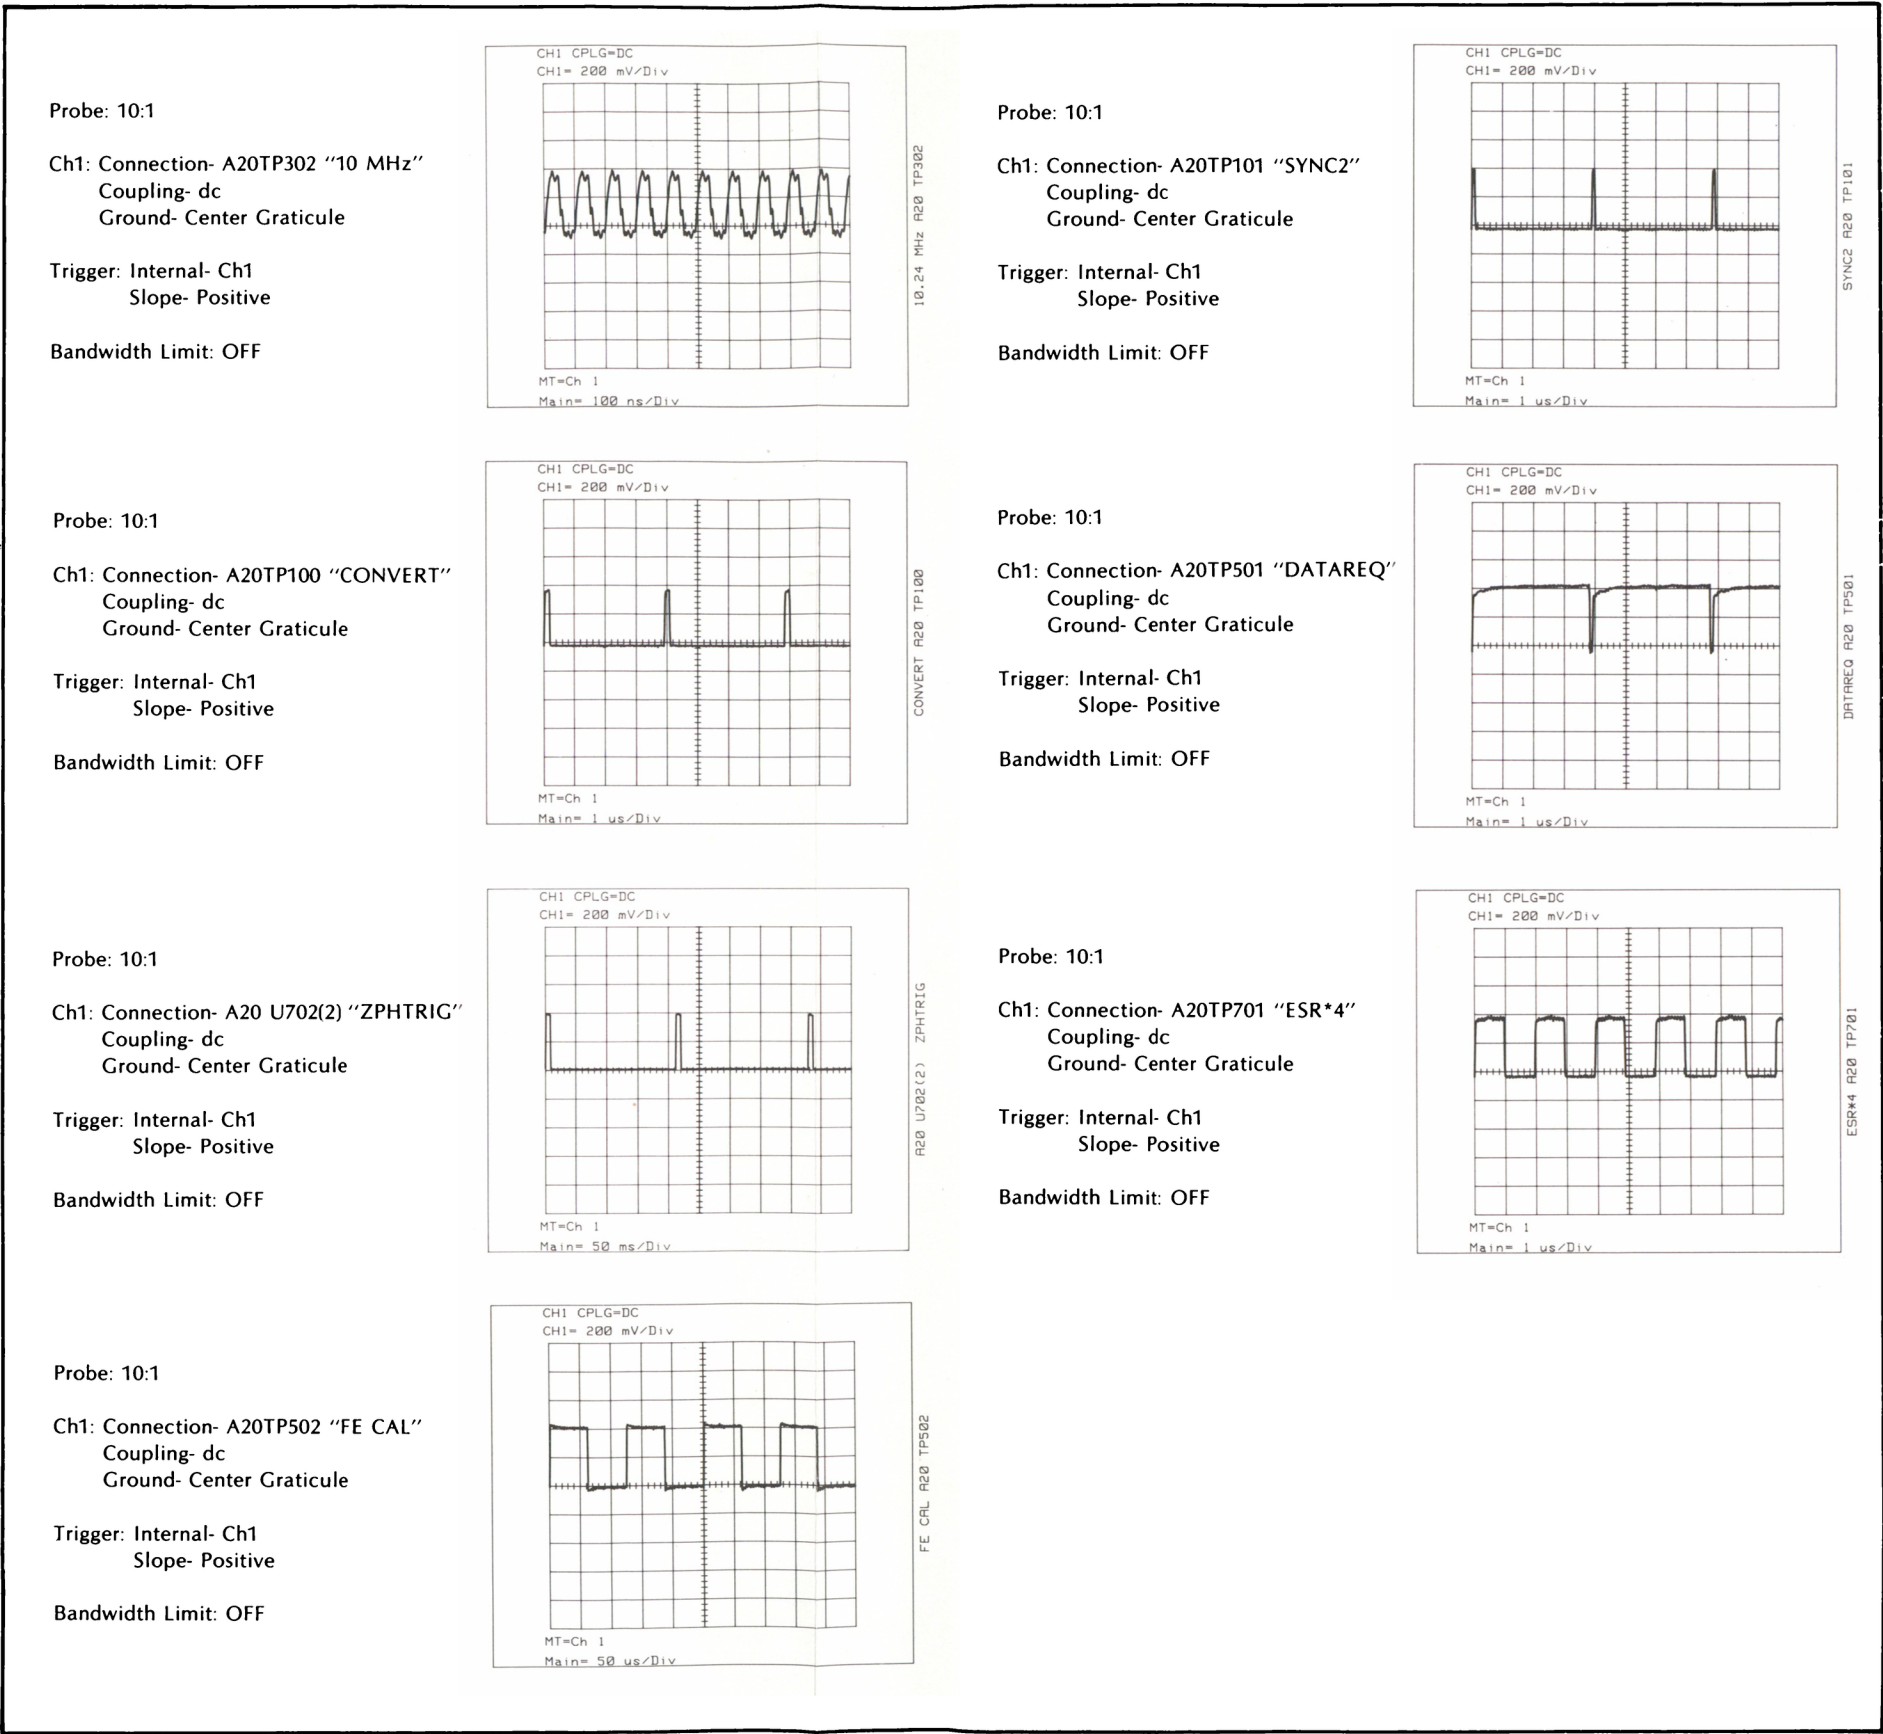 Probe: 10:1
Ch1: Connection- A20TP302 “10 MHz”
Coupling- dc
Ground- Center Graticule
Trigger: Internal- Ch1
Slope- Positive
Bandwidth Limit: OFF
CH1 CPLG=DC
CH1= 200 mV/Div
MT=Ch 1
Main= 100 ns/Div
10.24 MHz A20 TP302
Probe: 10:1
Ch1: Connection- A20TP101 “SYNC2”
Coupling- dc
Ground- Center Graticule
Trigger: Internal- Ch1
Slope- Positive
Bandwidth Limit: OFF
CH1 CPLG=DC
CH1= 200 mV/Div
MT=Ch 1
Main= 1 us/Div
SYNC2 A20 TP101
Probe: 10:1
Ch1: Connection- A20TP100 “CONVERT”
Coupling- dc
Ground- Center Graticule
Trigger: Internal- Ch1
Slope- Positive
Bandwidth Limit: OFF
CH1 CPLG=DC
CH1= 200 mV/Div
MT=Ch 1
Main= 1 us/Div
CONVERT A20 TP100
Probe: 10:1
Ch1: Connection- A20TP501 “DATAREQ”
Coupling- dc
Ground- Center Graticule
Trigger: Internal- Ch1
Slope- Positive
Bandwidth Limit: OFF
CH1 CPLG=DC
CH1= 200 mV/Div
MT=Ch 1
Main= 1 us/Div
DATAREQ A20 TP501
Probe: 10:1
Ch1: Connection- A20 U702(2) “ZPHTRIG”
Coupling- dc
Ground- Center Graticule
Trigger: Internal- Ch1
Slope- Positive
Bandwidth Limit: OFF
CH1 CPLG=DC
CH1= 200 mV/Div
MT=Ch 1
Main= 50 ms/Div
A20 U702(2) ZPHTRIG
Probe: 10:1
Ch1: Connection- A20TP701 “ESR*4”
Coupling- dc
Ground- Center Graticule
Trigger: Internal- Ch1
Slope- Positive
Bandwidth Limit: OFF
CH1 CPLG=DC
CH1= 200 mV/Div
MT=Ch 1
Main= 1 us/Div
ESR*4 A20 TP701
Probe: 10:1
Ch1: Connection- A20TP502 “FE CAL”
Coupling- dc
Ground- Center Graticule
Trigger: Internal- Ch1
Slope- Positive
Bandwidth Limit: OFF
CH1 CPLG=DC
CH1= 200 mV/Div
MT=Ch 1
Main= 50 us/Div
FE CAL A20 TP502